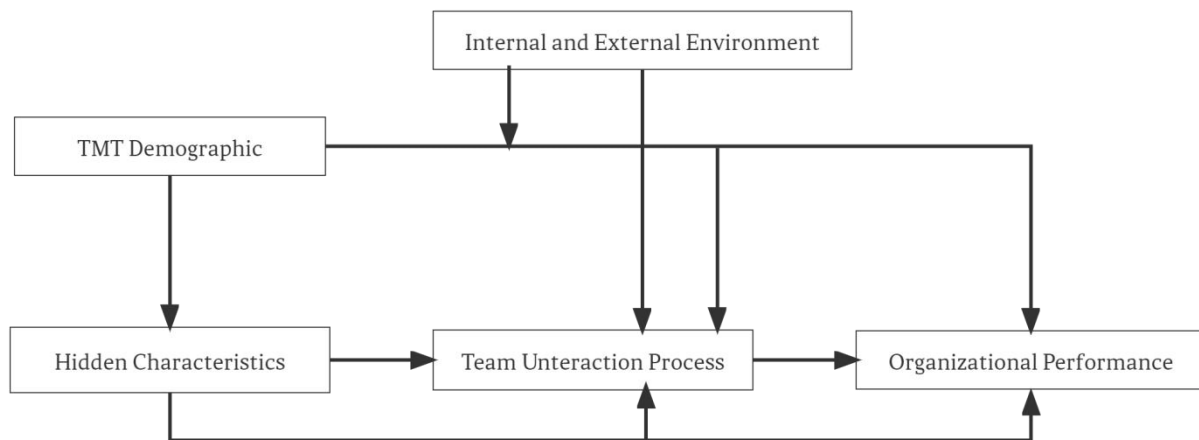 Internal and External Environment
TMT Demographic
Hidden Characteristics
Team Unteraction Process
Organizational Performance